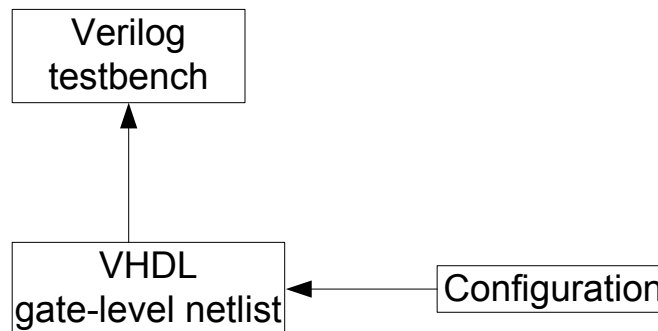 Verilog
testbench
VHDL
gate-level netlist
Configuration